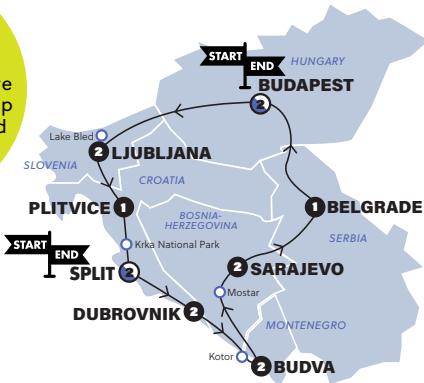 re
p
d
START
END
HUNGARY
BUDAPEST
2
Lake Bled
2 LJUBLJANA
SLOVENIA
CROATIA
PLITVICE 1
BOSNIA-
HERZEGOVINA
1 BELGRADE
SERBIA
START
END
Krka National Park
SPLIT 2
2 SARAJEVO
Mostar
DUBROVNIK 2
MONTENEGRO
Kotor
2 BUDVA